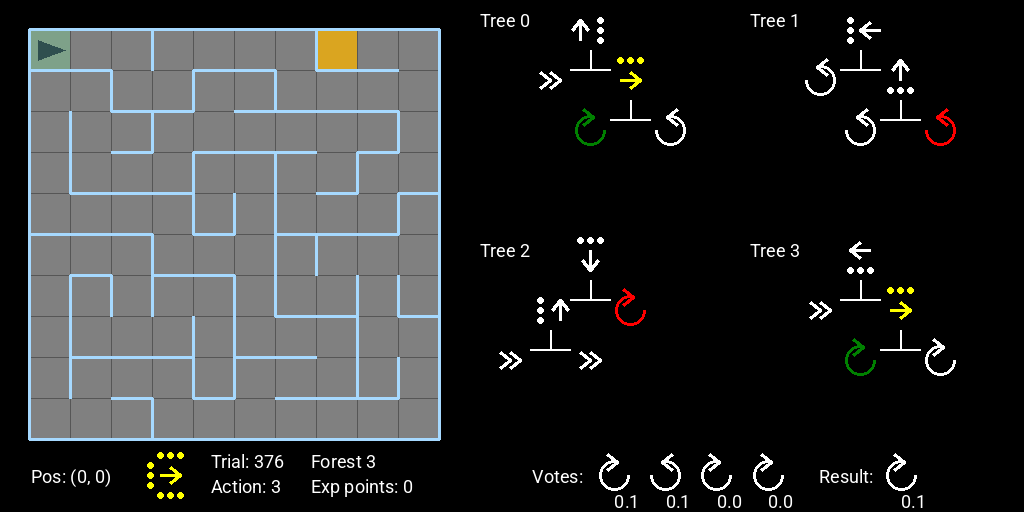 Tree 0
Tree 1
Tree 2
Tree 3
Pos: (0, 0)
Trial: 376
Forest 3
Action: 3
Exp points: 0
Votes:
0.1
0.1
0.0
0.0
Result:
0.1